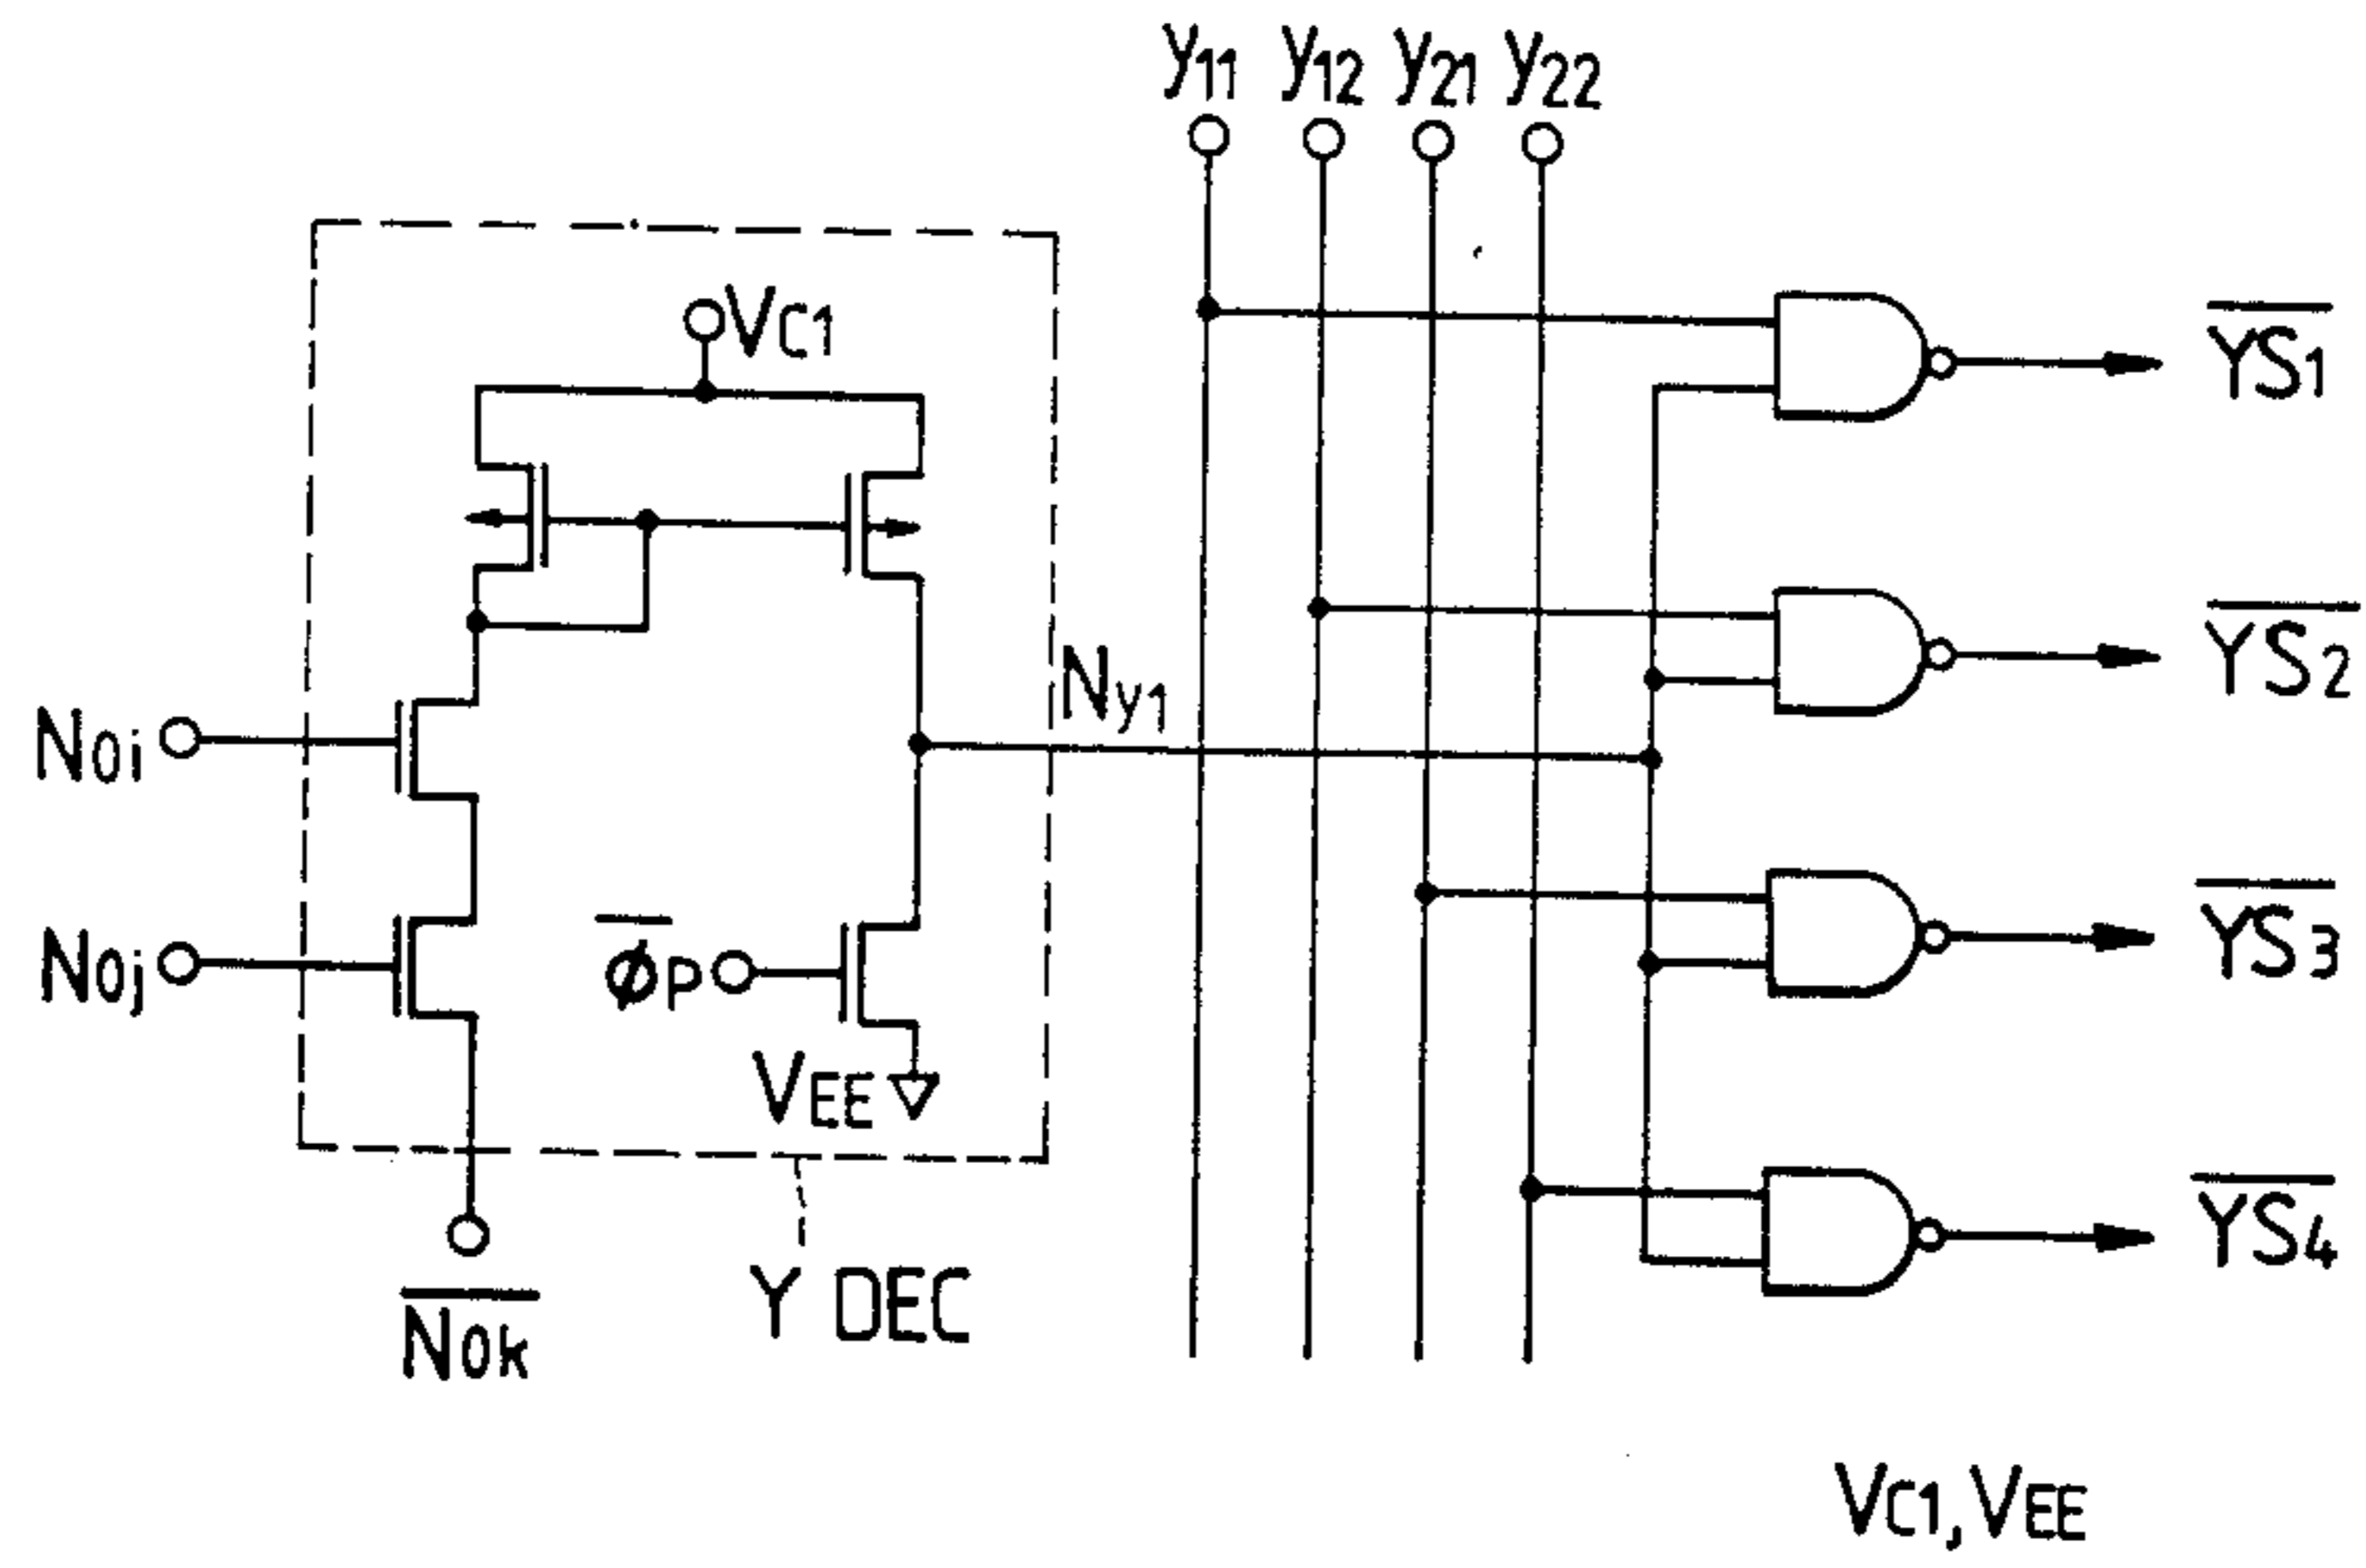 y11 y12 y21 y22
VC1
YS1
YS2
Ny1
N0i
YS3
N0j
φP
VEE
YS4
Y DEC
N0k
VC1, VEE